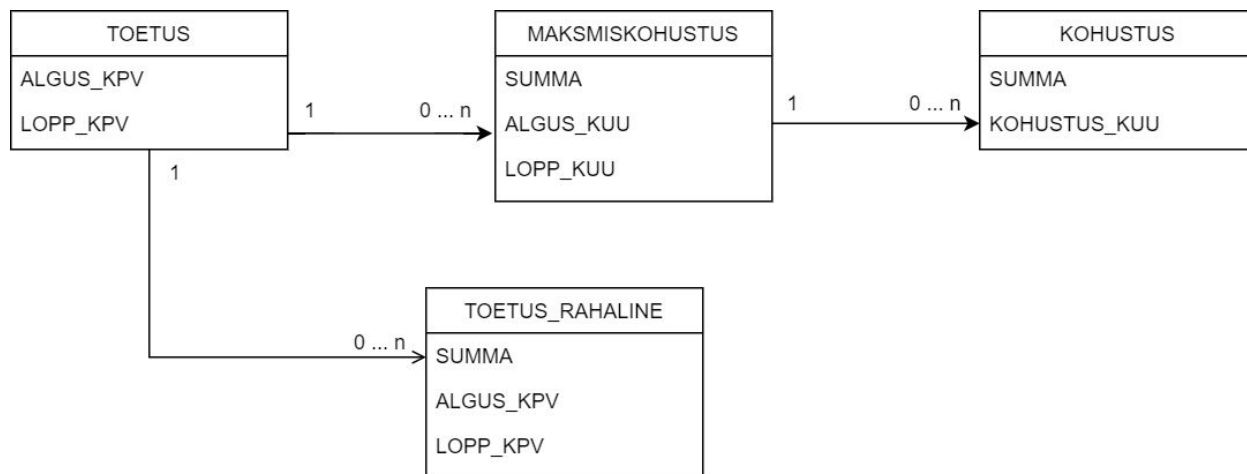 TOETUS
ALGUS_KPV
LOPP_KPV
1
0 ... n
MAKSMISKOHUSTUS
SUMMA
ALGUS_KUU
LOPP_KUU
1
0 ... n
KOHUSTUS
SUMMA
KOHUSTUS_KUU
1
0 ... n
TOETUS_RAHALINE
SUMMA
ALGUS_KPV
LOPP_KPV